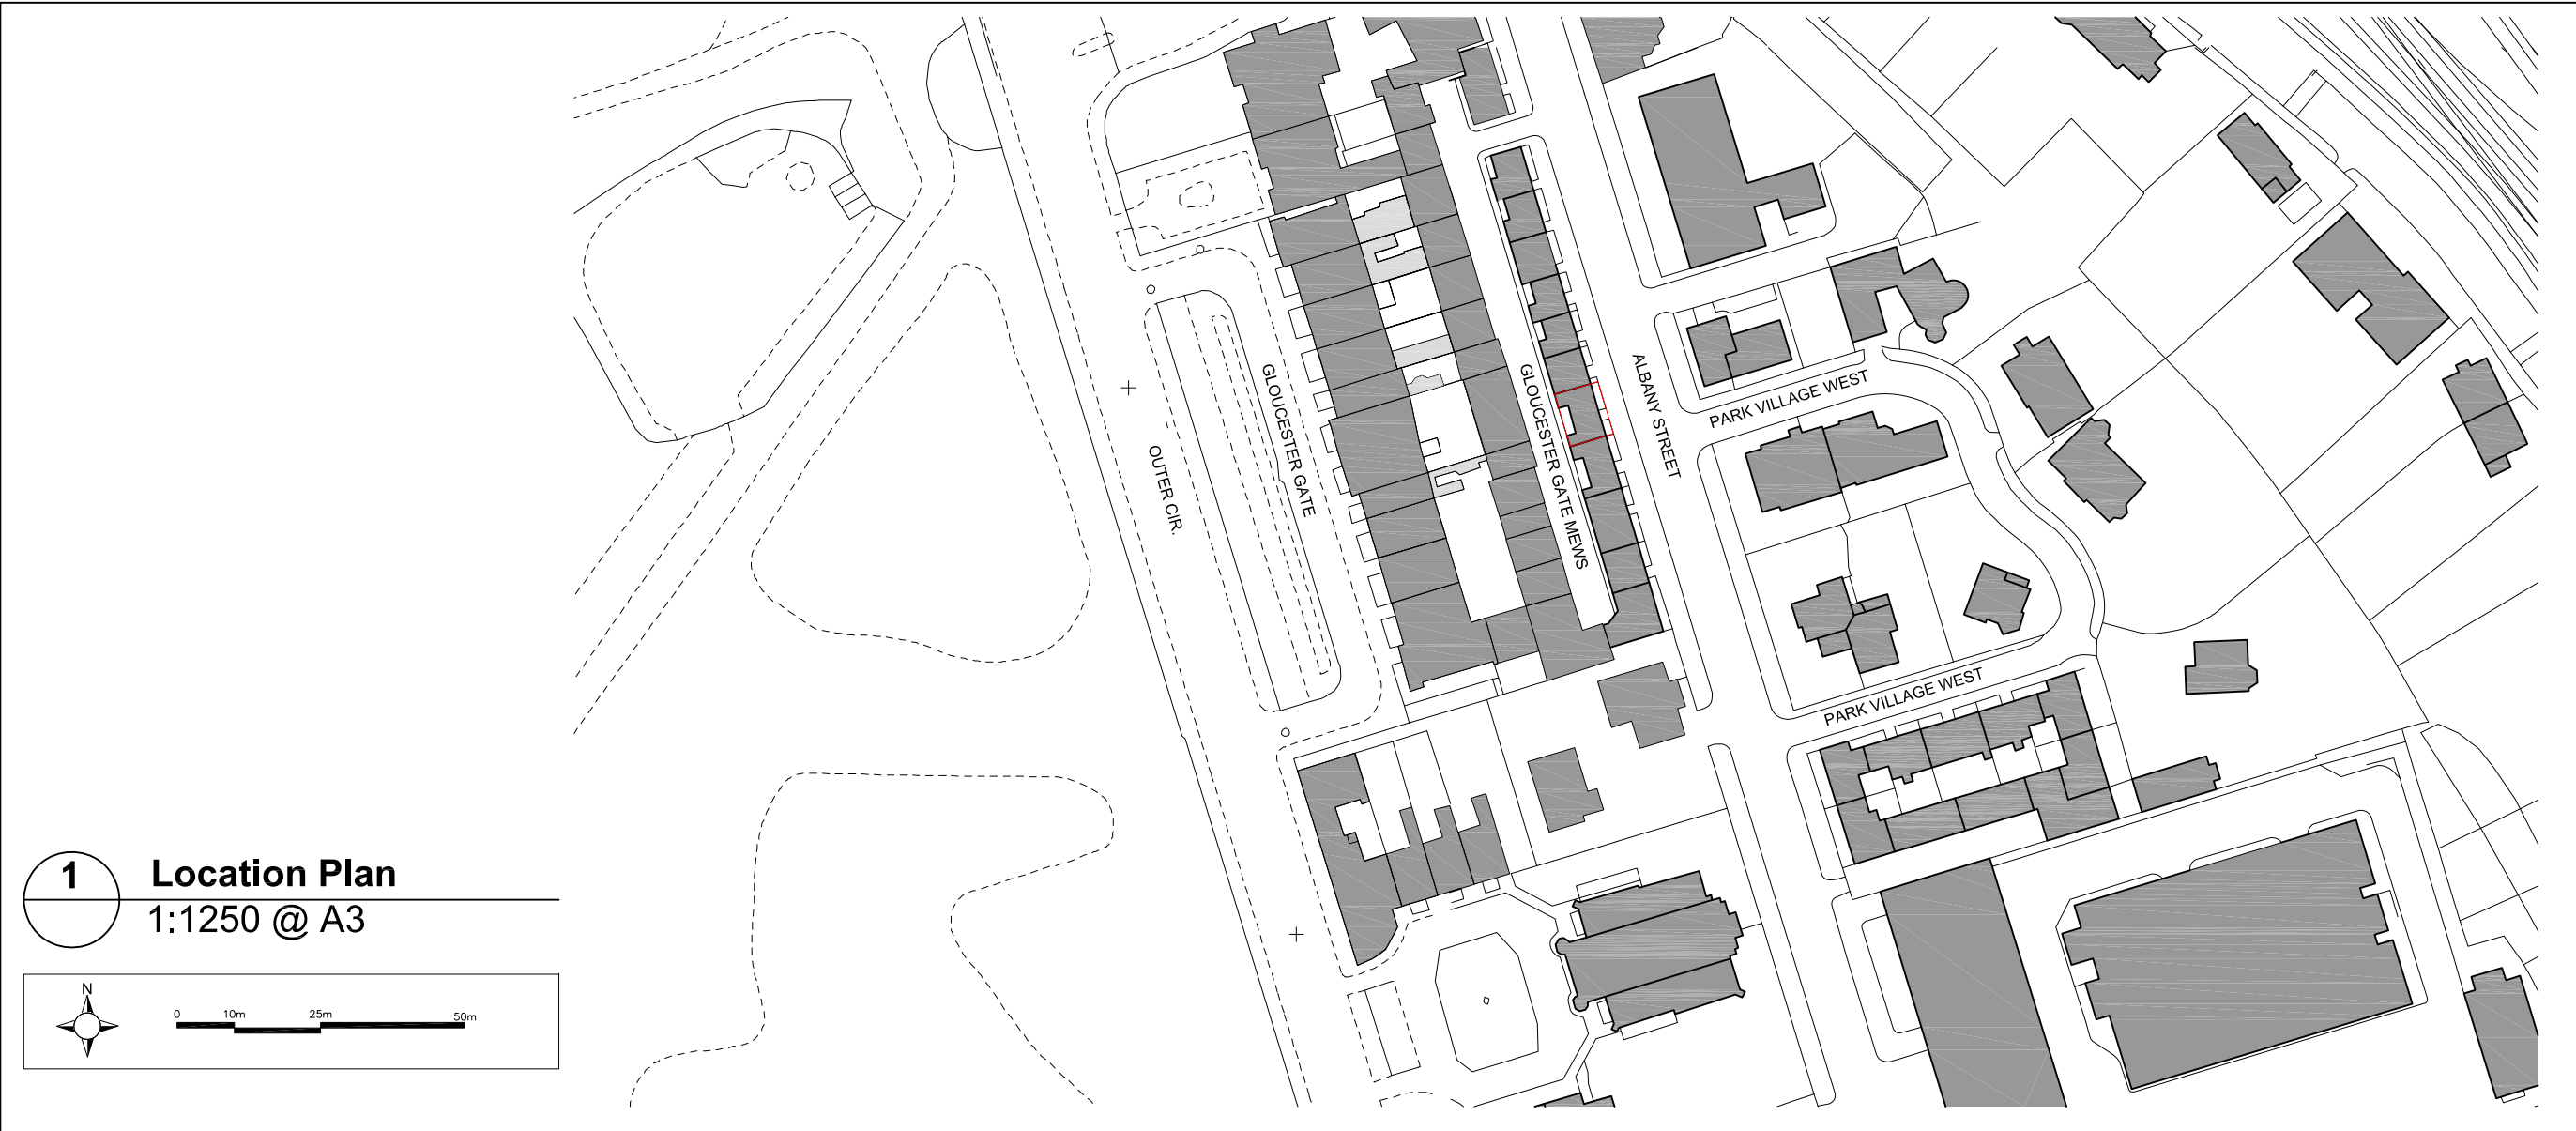 GLOUCESTER GATE
OUTER CIR.
GLOUCESTER GATE MEWS
ALBANY STREET
PARK VILLAGE WEST
PARK VILLAGE WEST
1
Location Plan
1:1250 @ A3
N
0 10m 25m 50m